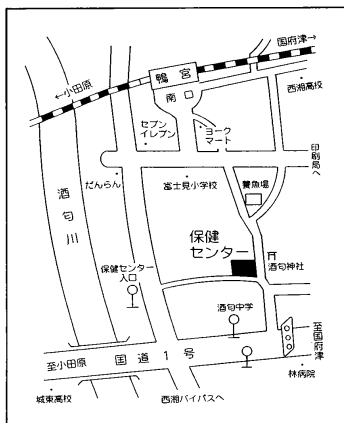 国府津→
鴨宮
←小田原
南口
西湘高校
セブン
イレブン
ヨーク
マート
印刷局へ
だんらん
富士見小学校
養魚場
酒匂川
保健
センター
酒匂神社
保健センター
入口
酒匂中学
至小田原
国道1号
至国府津
城東高校
西湘バイパスへ
林病院